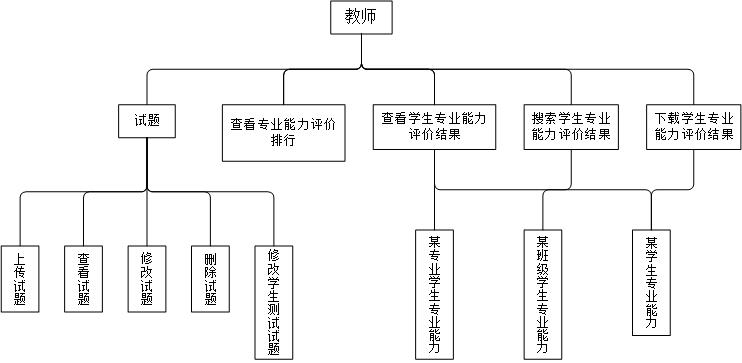 教师
试题
查看专业能力评价
排行
查看学生专业能力
评价结果
搜索学生专业
能力评价结果
下载学生专业
能力评价结果
上传试题
查看试题
修改试题
删除试题
修改学生测试试题
某专业学生专业能力
某班级学生专业能力
某学生专业能力